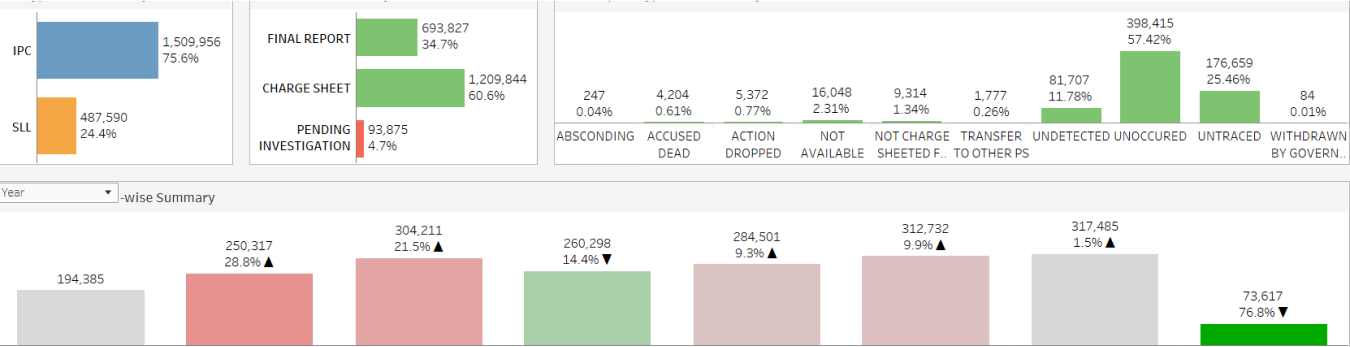 IPC
1,509,956
75.6%
SLL
487,590
24.4%
FINAL REPORT
693,827
34.7%
CHARGE SHEET
1,209,844
60.6%
PENDING
INVESTIGATION
93,875
4.7%
247
0.04%
ABSCONDING
4,204
0.61%
ACCUSED
DEAD
5,372
0.77%
ACTION
DROPPED
16,048
2.31%
NOT
AVAILABLE
9,314
1.34%
NOT CHARGE
SHEETED F..
1,777
0.26%
TRANSFER
TO OTHER PS
81,707
11.78%
UNDETECTED
398,415
57.42%
UNOCCURED
176,659
25.46%
UNTRACED
84
0.01%
WITHDRAWN
BY GOVERN..
Year ▼ -wise Summary
194,385
250,317
28.8% ▲
304,211
21.5% ▲
260,298
14.4% ▼
284,501
9.3% ▲
312,732
9.9% ▲
317,485
1.5% ▲
73,617
76.8% ▼